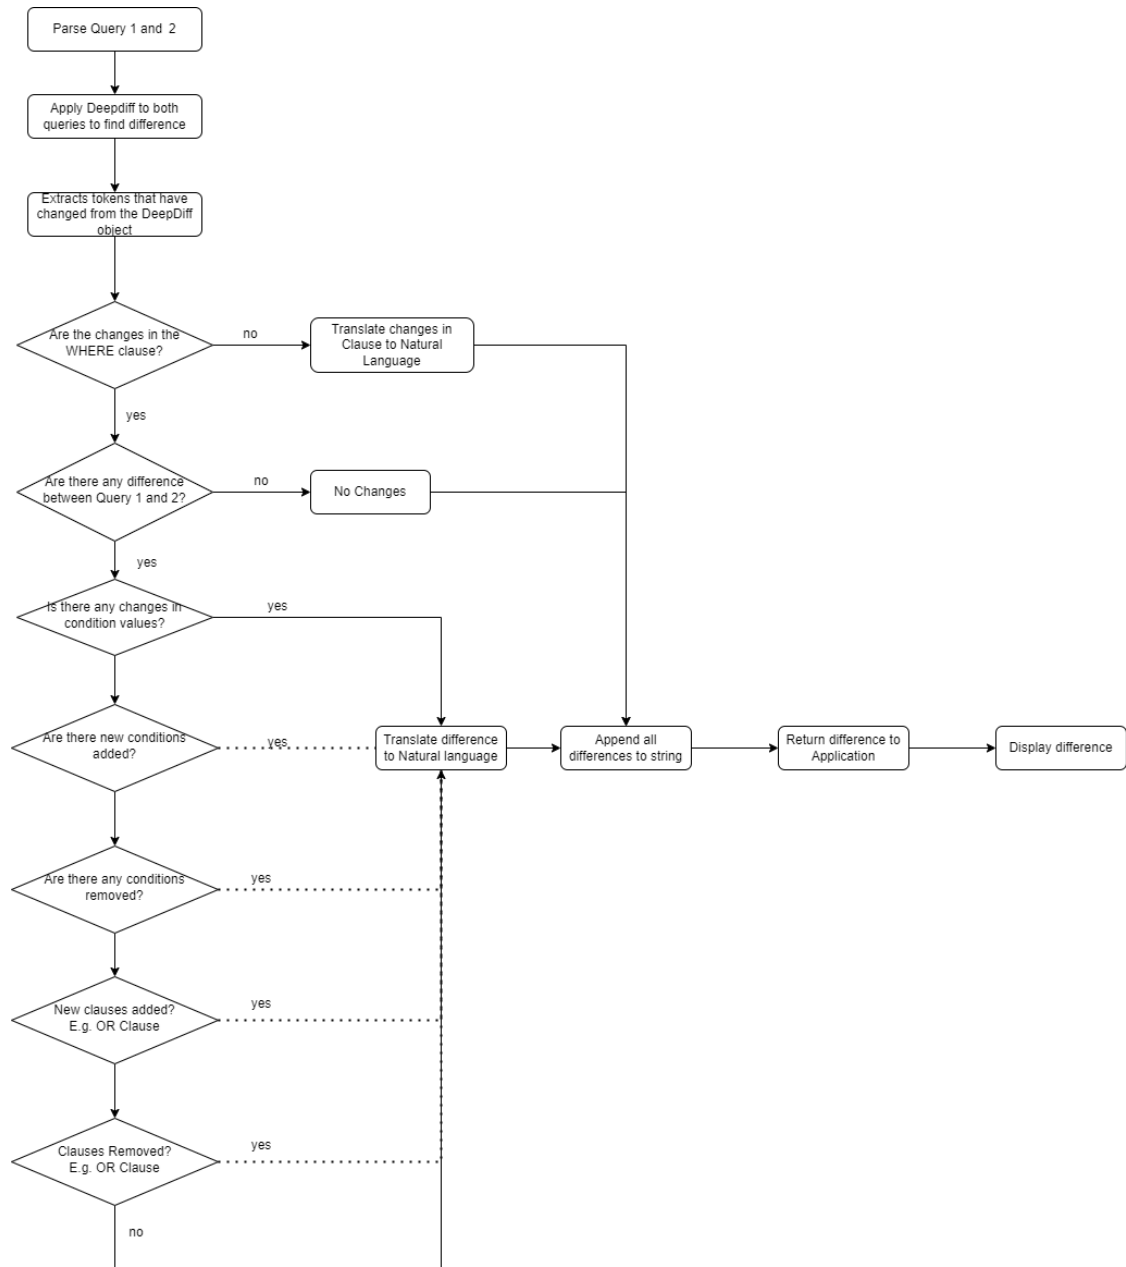 Parse Query 1 and 2
Apply Deepdiff to both
queries to find difference
Extracts tokens that have
changed from the DeepDiff
object
Are the changes in the
WHERE clause?
no
Translate changes in
Clause to Natural
Language
yes
Are there any difference
between Query 1 and 2?
no
No Changes
yes
Is there any changes in
condition values?
yes
Are there new conditions
added?
yes
Translate difference
to Natural language
Append all
differences to string
Return difference to
Application
Display difference
Are there any conditions
removed?
yes
New clauses added?
E.g. OR Clause
yes
Clauses Removed?
E.g. OR Clause
yes
no